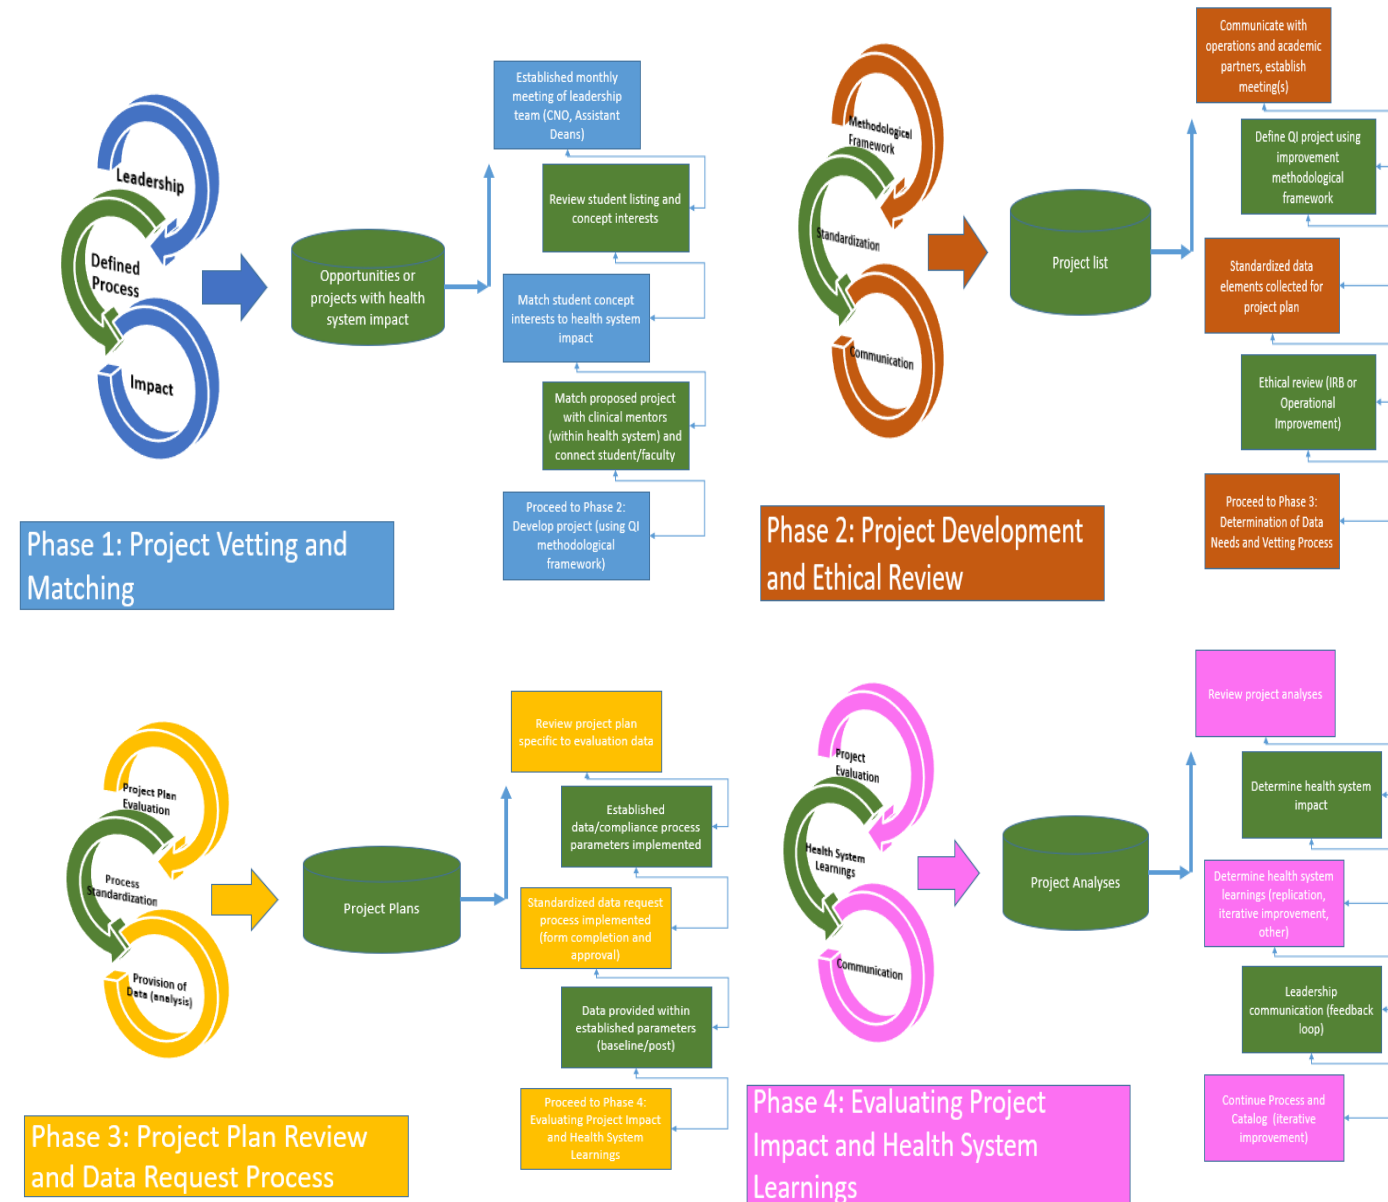 Leadership
Defined
Process
Impact
Opportunities or
projects with health
system impact
Established monthly
meeting of leadership
team (CNO, Assistant
Deans)
Review student listing and
concept interests
Match student concept
interests to health system
impact
Match proposed project
with clinical mentors
(within health system) and
connect student/faculty
Proceed to Phase 2:
Develop project (using QI
methodological
framework)
Phase 1: Project Vetting and
Matching
Methodological
Framework
Standardization
Communication
Project list
Communicate with
operations and academic
partners, establish
meeting(s)
Define QI project using
improvement
methodological
framework
Standardized data
elements collected for
project plan
Ethical review (IRB or
Operational
Improvement)
Proceed to Phase 3:
Determination of Data
Needs and Vetting Process
Phase 2: Project Development
and Ethical Review
Project Plan
Evaluation
Process
Standardization
Provision of
Data (analysis)
Project Plans
Review project plan
specific to evaluation data
Established
data/compliance process
parameters implemented
Standardized data request
process implemented
(form completion and
approval)
Data provided within
established parameters
(baseline/post)
Proceed to Phase 4:
Evaluating Project Impact
and Health System
Learnings
Phase 3: Project Plan Review
and Data Request Process
Project
Evaluation
Health System
Learnings
Communication
Project Analyses
Review project analyses
Determine health system
impact
Determine health system
learnings (replication,
iterative improvement,
other)
Leadership
communication (feedback
loop)
Continue Process and
Catalog (iterative
improvement)
Phase 4: Evaluating Project
Impact and Health System
Learnings